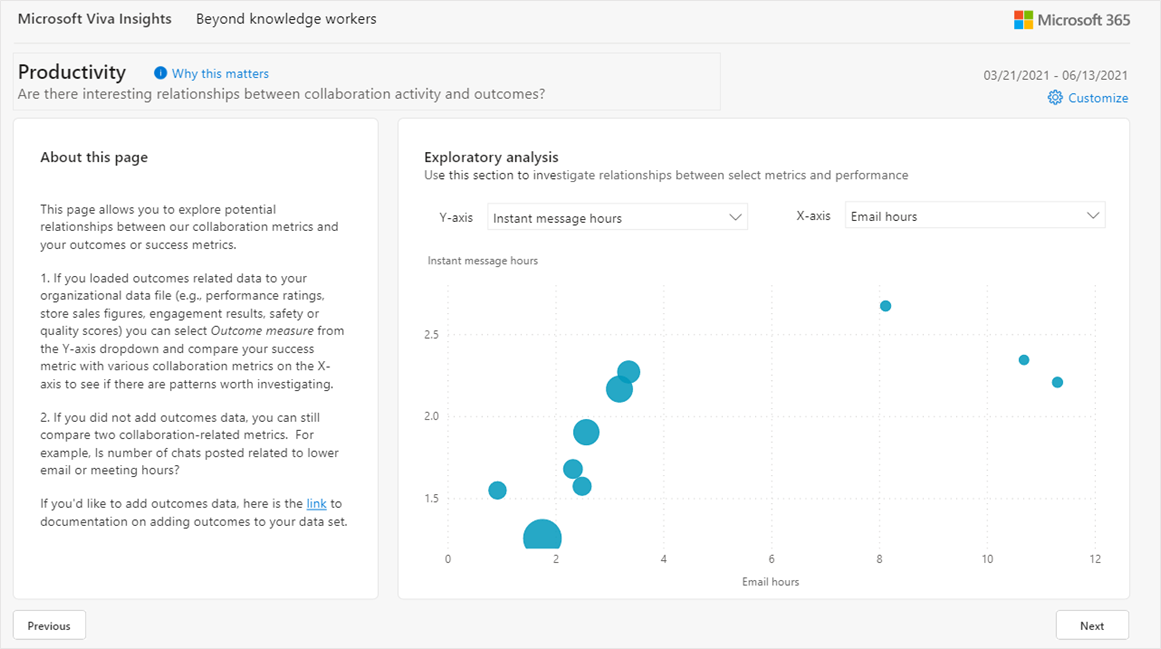 Microsoft Viva Insights
Beyond knowledge workers
Microsoft 365
Productivity
Why this matters
Are there interesting relationships between collaboration activity and outcomes?
03/21/2021 - 06/13/2021
Customize
About this page
This page allows you to explore potential
relationships between our collaboration metrics and
your outcomes or success metrics.
1. If you loaded outcomes related data to your
organizational data file (e.g., performance ratings,
store sales figures, engagement results, safety or
quality scores) you can select Outcome measure from
the Y-axis dropdown and compare your success
metric with various collaboration metrics on the X-
axis to see if there are patterns worth investigating.
2. If you did not add outcomes data, you can still
compare two collaboration-related metrics.  For
example, Is number of chats posted related to lower
email or meeting hours?
If you'd like to add outcomes data, here is the link to
documentation on adding outcomes to your data set.
Exploratory analysis
Use this section to investigate relationships between select metrics and performance
Y-axis
Instant message hours
X-axis
Email hours
Instant message hours
2.5
2.0
1.5
0 2 4 6 8 10 12
Email hours
Previous
Next